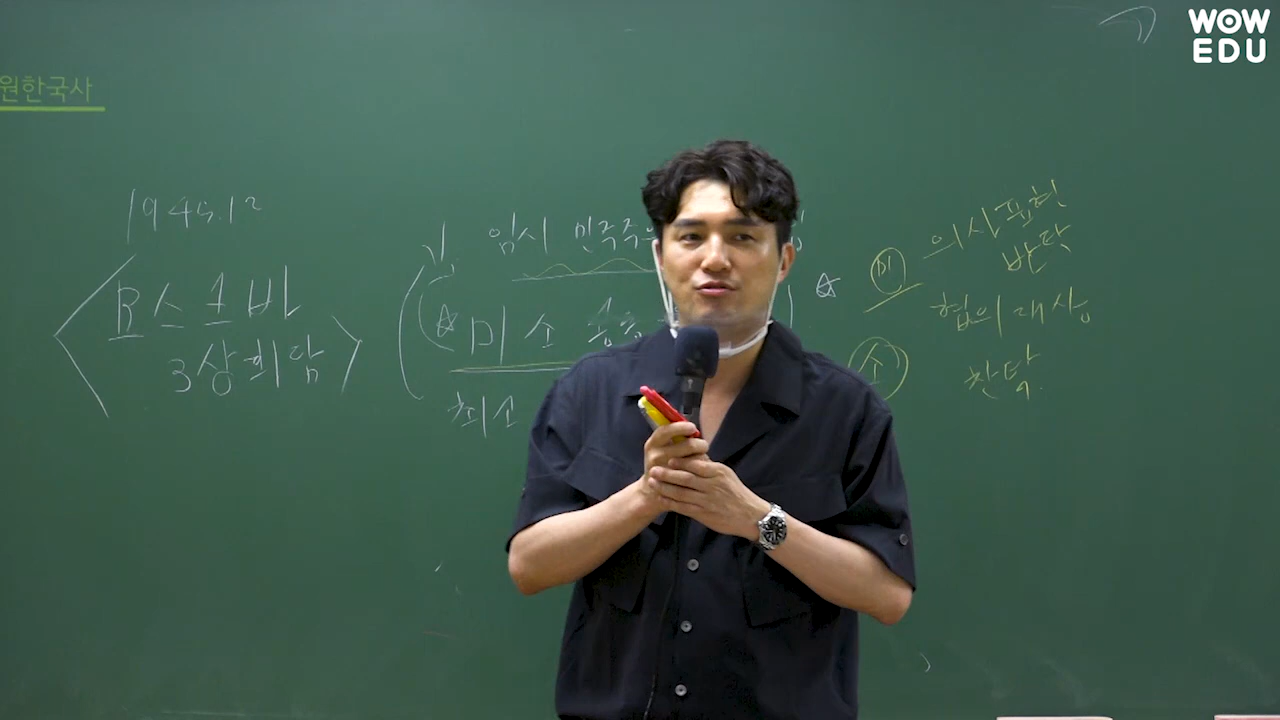 WOW
EDU
원한국사
1945.12
모스크바
3상회담
임시 민주주
미 소 공동
최소
의사표현
반탁
미
협의대상
소
찬탁